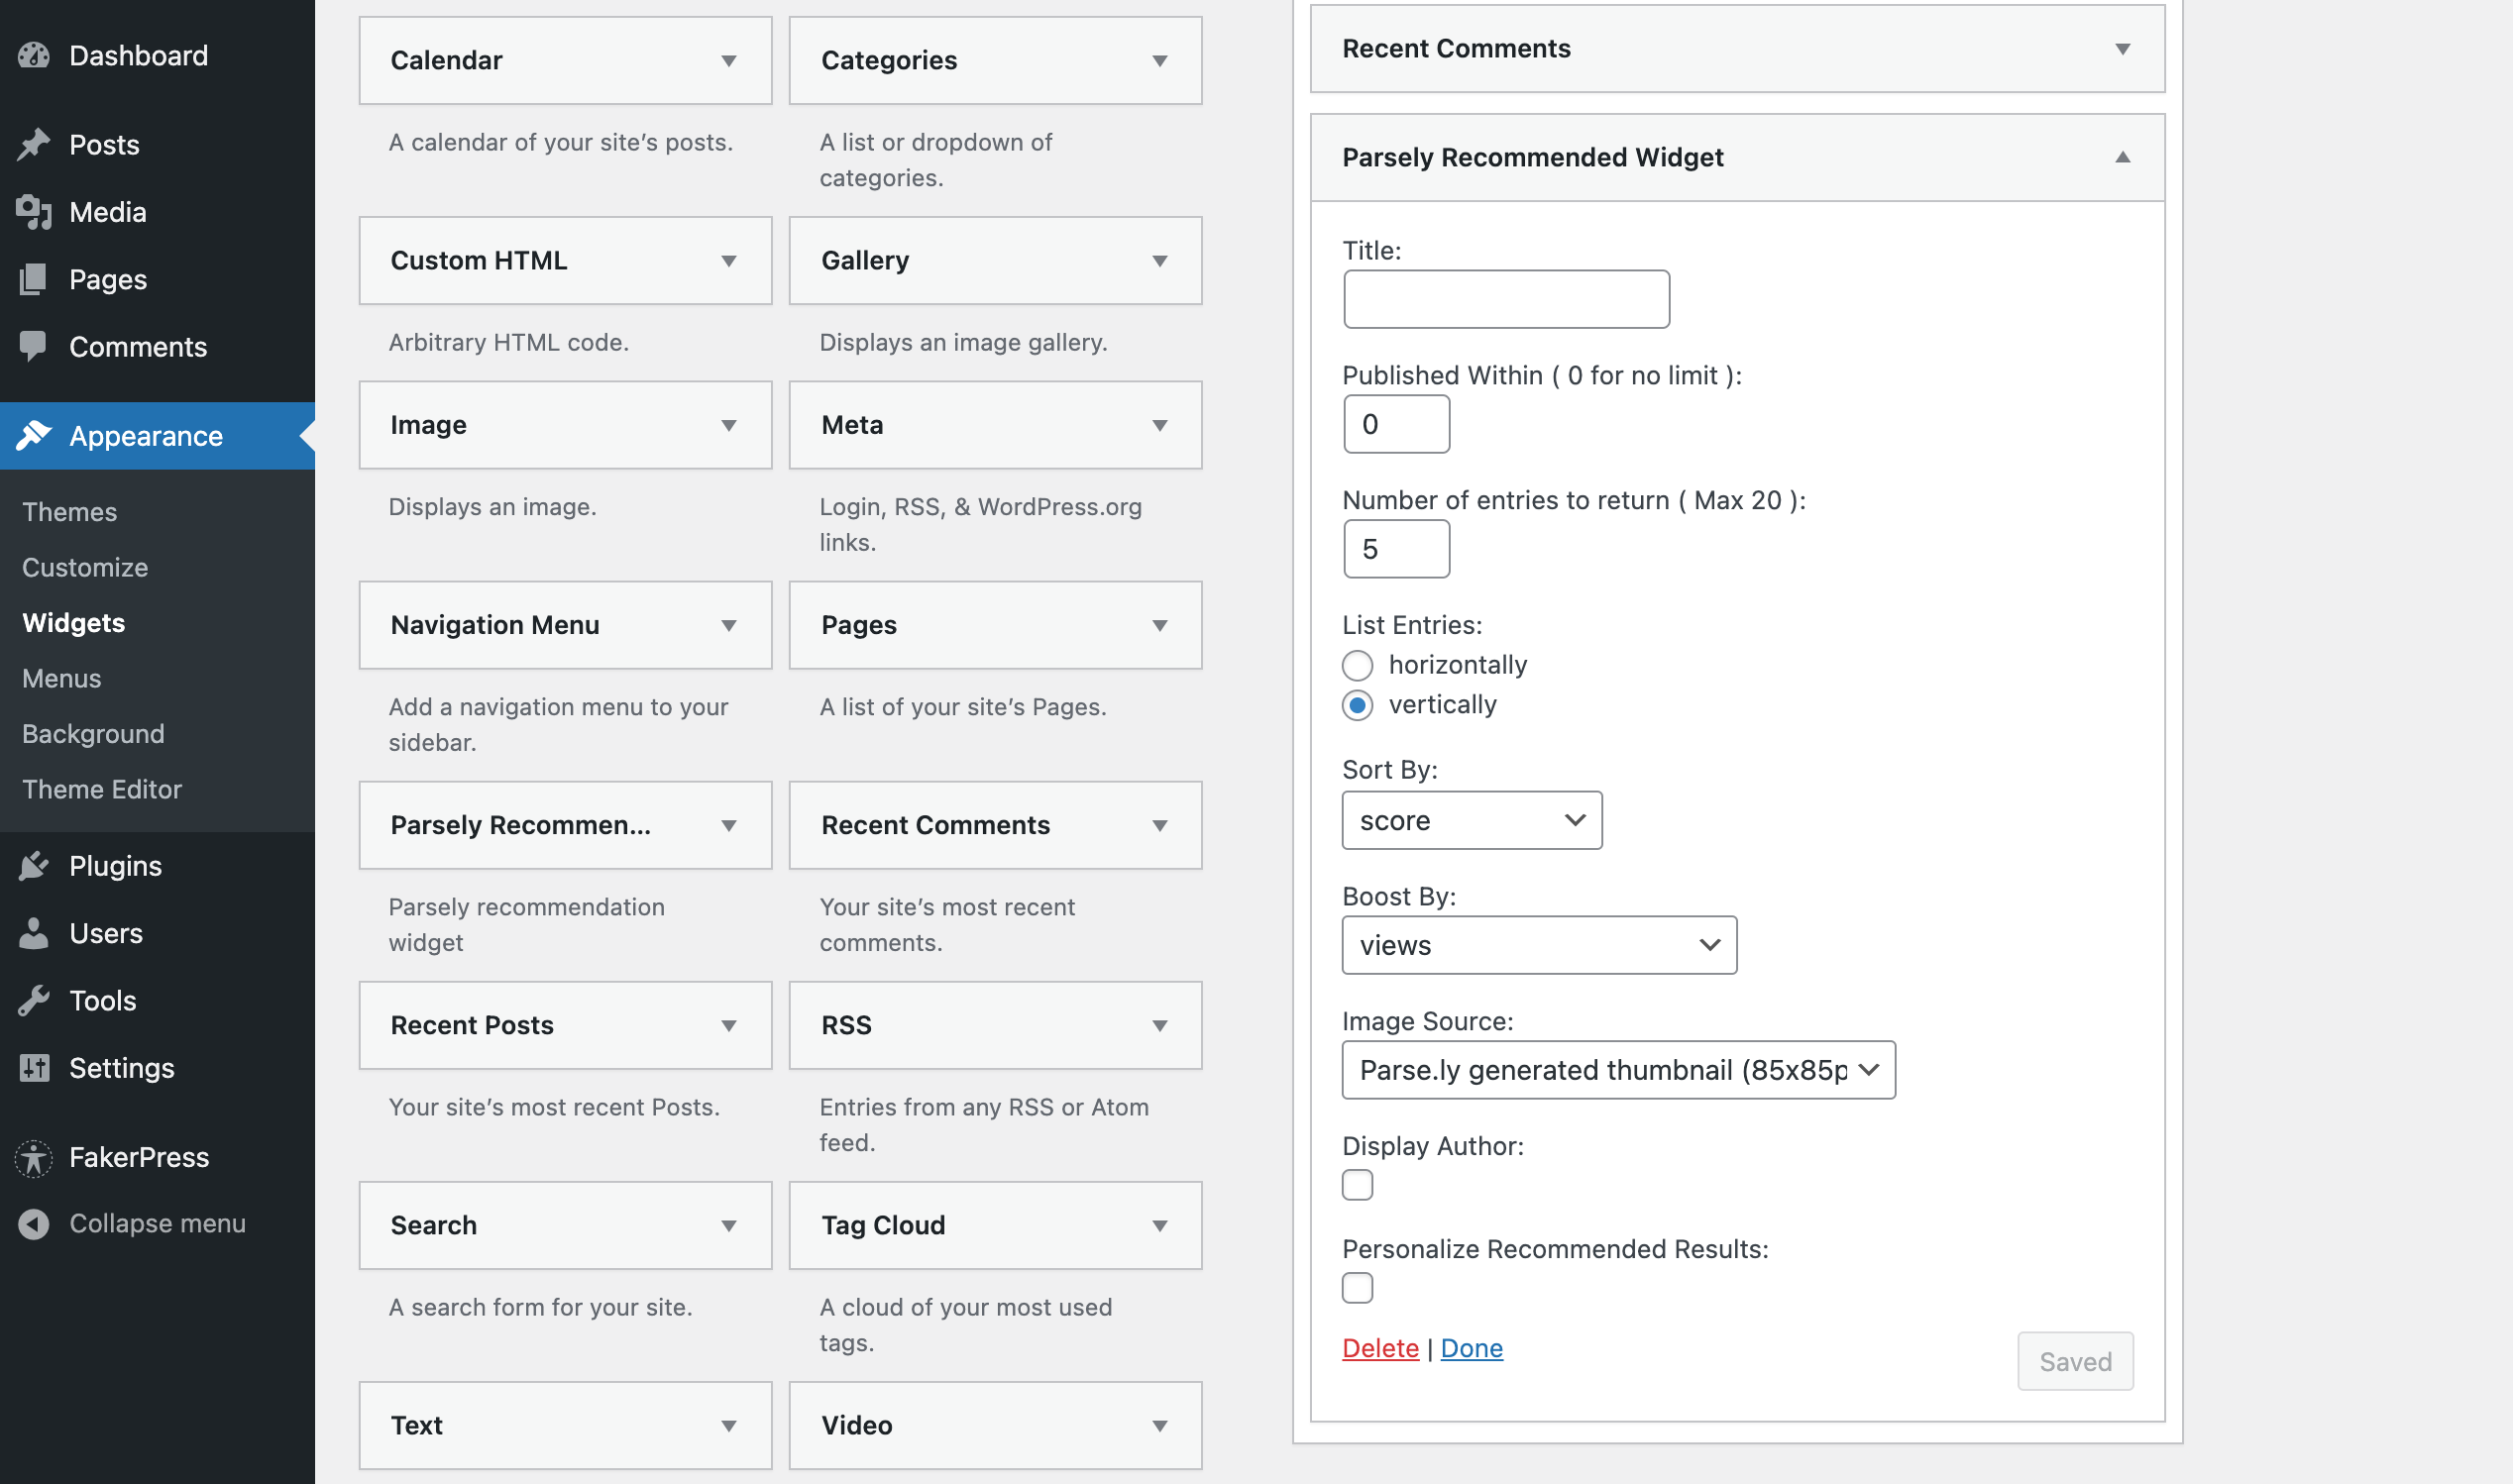 Dashboard
Posts
Media
Pages
Comments
Appearance
Themes
Customize
Widgets
Menus
Background
Theme Editor
Plugins
Users
Tools
Settings
FakerPress
Collapse menu
Calendar
A calendar of your site’s posts.
Categories
A list or dropdown of
categories.
Custom HTML
Arbitrary HTML code.
Gallery
Displays an image gallery.
Image
Displays an image.
Meta
Login, RSS, & WordPress.org
links.
Navigation Menu
Add a navigation menu to your
sidebar.
Pages
A list of your site’s Pages.
Parsely Recommen...
Parsely recommendation
widget
Recent Comments
Your site’s most recent
comments.
Recent Posts
Your site’s most recent Posts.
RSS
Entries from any RSS or Atom
feed.
Search
A search form for your site.
Tag Cloud
A cloud of your most used
tags.
Text
Video
Recent Comments
Parsely Recommended Widget
Title:
Published Within ( 0 for no limit ):
0
Number of entries to return ( Max 20 ):
5
List Entries:
horizontally
vertically
Sort By:
score
Boost By:
views
Image Source:
Parse.ly generated thumbnail (85x85p
Display Author:
Personalize Recommended Results:
Delete | Done
Saved